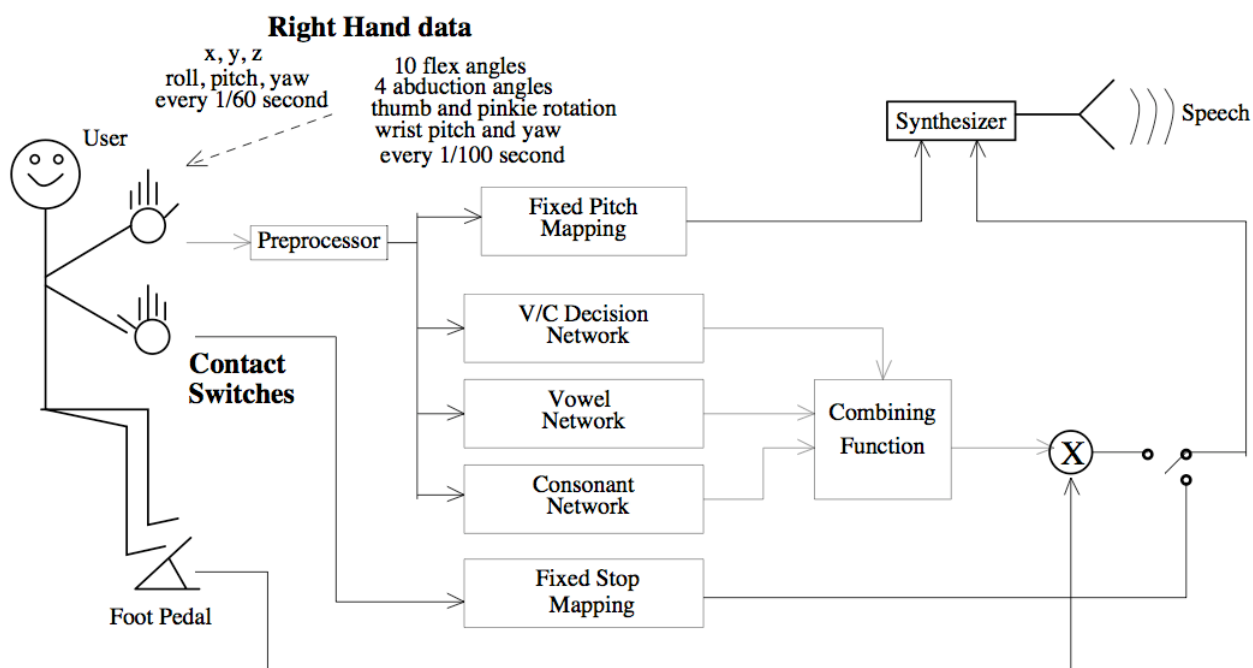 Right Hand data
x, y, z
roll, pitch, yaw
every 1/60 second
10 flex angles
4 abduction angles
thumb and pinkie rotation
wrist pitch and yaw
every 1/100 second
User
Synthesizer
Speech
Preprocessor
Fixed Pitch
Mapping
V/C Decision
Network
Contact
Switches
Vowel
Network
Combining
Function
X
Consonant
Network
Fixed Stop
Mapping
Foot Pedal